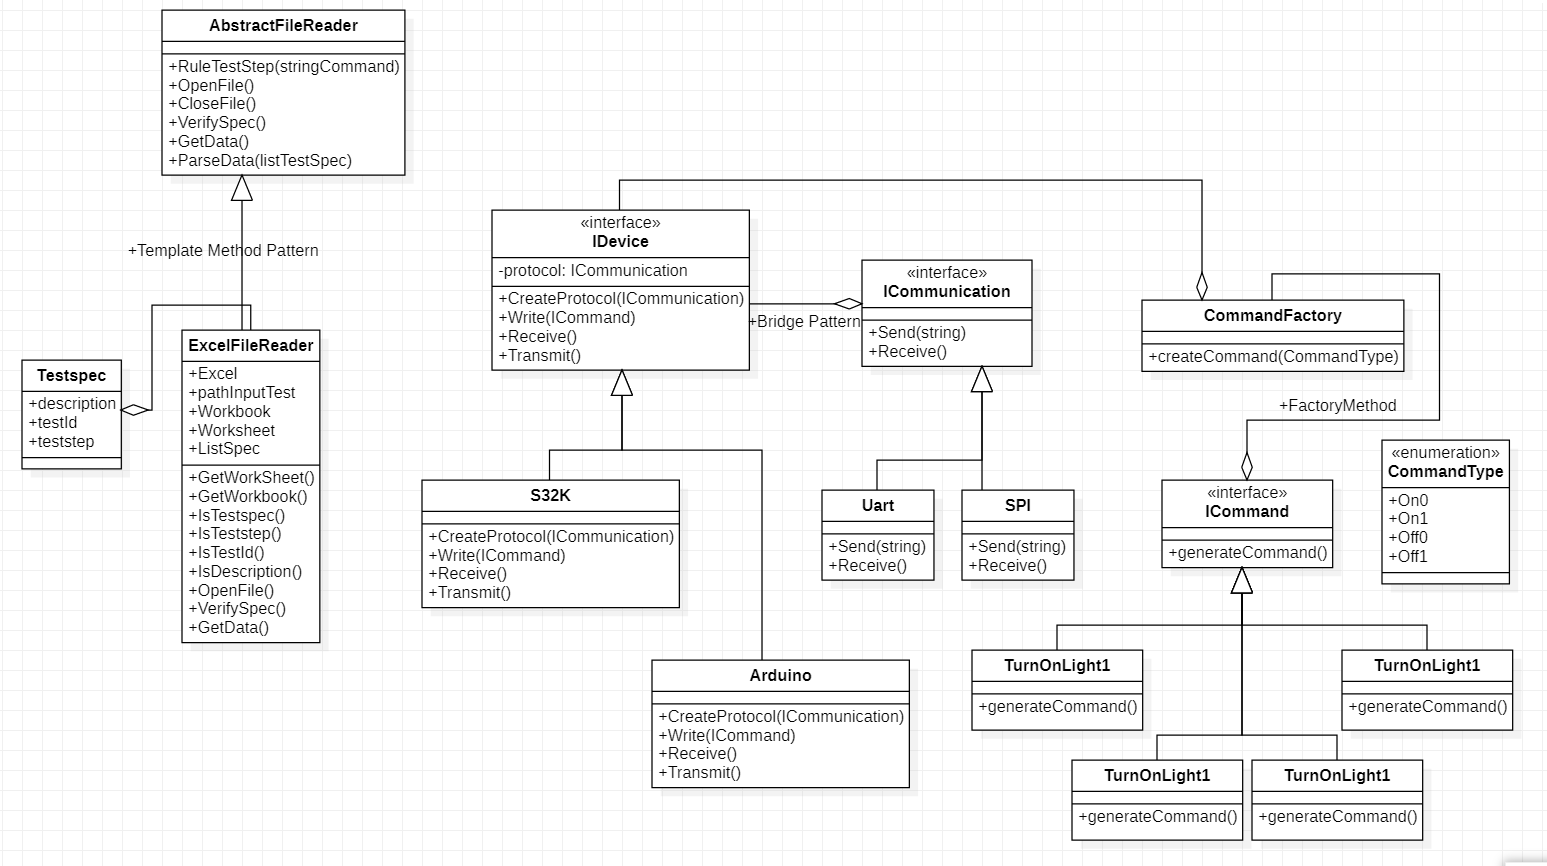 AbstractFileReader
+RuleTestStep(stringCommand)
+OpenFile()
+CloseFile()
+VerifySpec()
+GetData()
+ParseData(listTestSpec)
+Template Method Pattern
Testspec
+description
+testId
+teststep
ExcelFileReader
+Excel
+pathInputTest
+Workbook
+Worksheet
+ListSpec
+GetWorkSheet()
+GetWorkbook()
+IsTestspec()
+IsTeststep()
+IsTestId()
+IsDescription()
+OpenFile()
+VerifySpec()
+GetData()
«interface»
IDevice
-protocol: ICommunication
+CreateProtocol(ICommunication)
+Write(ICommand)
+Receive()
+Transmit()
+Bridge Pattern
«interface»
ICommunication
+Send(string)
+Receive()
CommandFactory
+createCommand(CommandType)
+FactoryMethod
S32K
+CreateProtocol(ICommunication)
+Write(ICommand)
+Receive()
+Transmit()
Arduino
+CreateProtocol(ICommunication)
+Write(ICommand)
+Receive()
+Transmit()
Uart
+Send(string)
+Receive()
SPI
+Send(string)
+Receive()
«interface»
ICommand
+generateCommand()
«enumeration»
CommandType
+On0
+On1
+Off0
+Off1
TurnOnLight1
+generateCommand()
TurnOnLight1
+generateCommand()
TurnOnLight1
+generateCommand()
TurnOnLight1
+generateCommand()